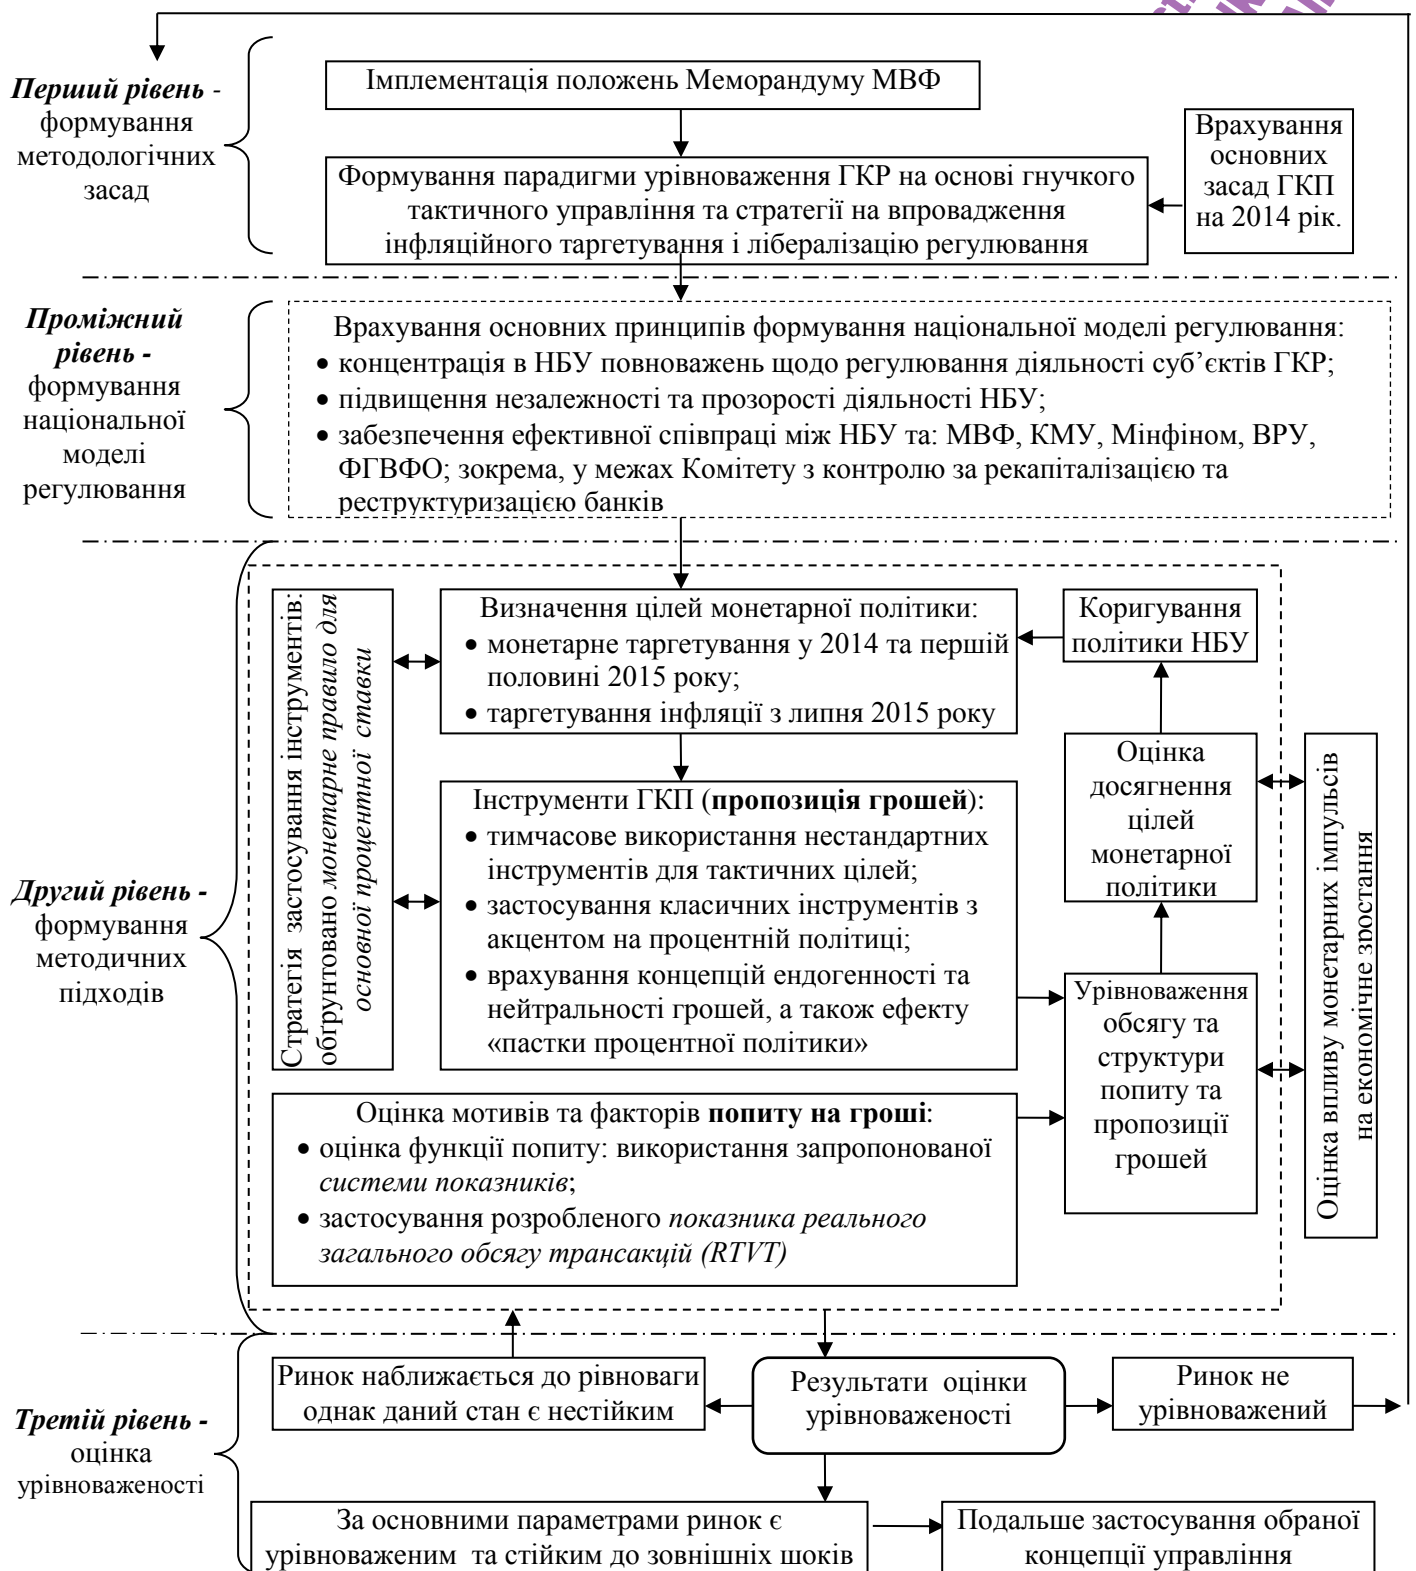 Перший рівень -
формування
методологічних
засад
Імплементація положень Меморандуму МВФ
Формування парадигми урівноваження ГКР на основі гнучкого
тактичного управління та стратегії на впровадження
інфляційного таргетування і лібералізацію регулювання
Врахування
основних
засад ГКП
на 2014 рік.
Проміжний
рівень -
формування
національної
моделі
регулювання
Врахування основних принципів формування національної моделі регулювання:
• концентрація в НБУ повноважень щодо регулювання діяльності суб’єктів ГКР;
• підвищення незалежності та прозорості діяльності НБУ;
• забезпечення ефективної співпраці між НБУ та: МВФ, КМУ, Мінфіном, ВРУ,
ФГВФО; зокрема, у межах Комітету з контролю за рекапіталізацією та
реструктуризацією банків
Другий рівень -
формування
методичних
підходів
Стратегія застосування інструментів:
обгрунтовано монетарне правило для
основної процентної ставки
Визначення цілей монетарної політики:
• монетарне таргетування у 2014 та першій
половині 2015 року;
• таргетування інфляції з липня 2015 року
Коригування
політики НБУ
Інструменти ГКП (пропозиція грошей):
• тимчасове використання нестандартних
інструментів для тактичних цілей;
• застосування класичних інструментів з
акцентом на процентній політиці;
• врахування концепцій ендогенності та
нейтральності грошей, а також ефекту
«пастки процентної політики»
Оцінка
досягнення
цілей
монетарної
політики
Урівноваження
обсягу та
структури
попиту та
пропозиції
грошей
Оцінка впливу монетарних імпульсів
на економічне зростання
Оцінка мотивів та факторів попиту на гроші:
• оцінка функції попиту: використання запропонованої
системи показників;
• застосування розробленого показника реального
загального обсягу трансакцій (RTVT)
Третій рівень -
оцінка
урівноваженості
Ринок наближається до рівноваги
однак даний стан є нестійким
Результати оцінки
урівноваженості
Ринок не
урівноважений
За основними параметрами ринок є
урівноваженим та стійким до зовнішніх шоків
Подальше застосування обраної
концепції управління